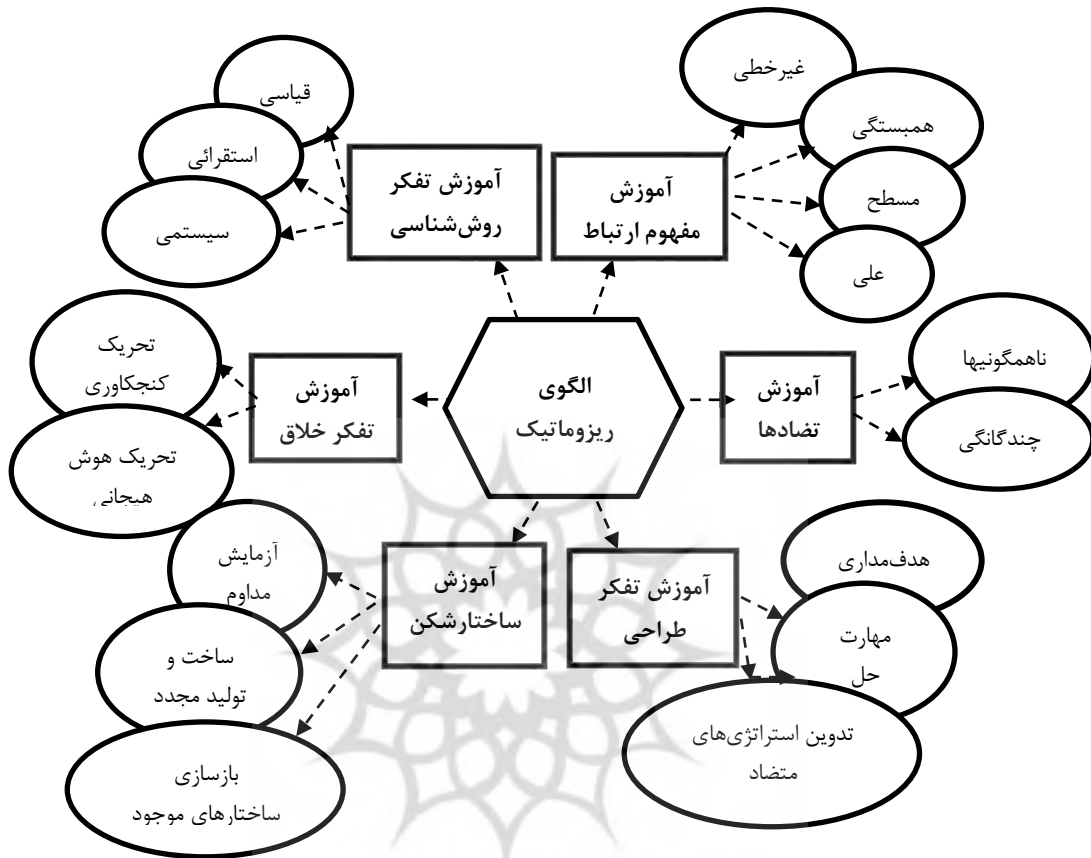 غیرخطی
همبستگی
مسطح
علی
آموزش
مفهوم ارتباط
قیاسی
استقرائی
سیستمی
آموزش تفکر
روش‌شناسی
ناهمگونیها
چندگانگی
آموزش
تضادها
الگوی
ریزوماتیک
آموزش
تفکر خلاق
تحریک
کنجکاوری
تحریک هوش
هیجانی
هدف‌مداری
مهارت
حل
تدوین استراتژی‌های
متضاد
آموزش تفکر
طراحی
آموزش
ساختارشکن
آزمایش
مداوم
ساخت و
تولید مجدد
بازسازی
ساختارهای موجود